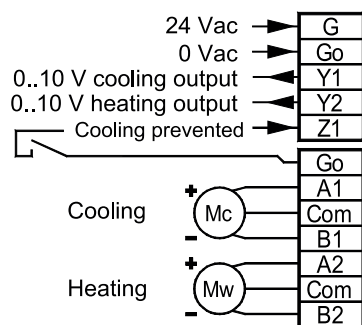 24 Vac G
0 Vac Go
0..10 V cooling output Y1
0..10 V heating output Y2
Cooling prevented Z1
Go
+ A1
Cooling Mc Com
- B1
+ A2
Heating Mw Com
- B2